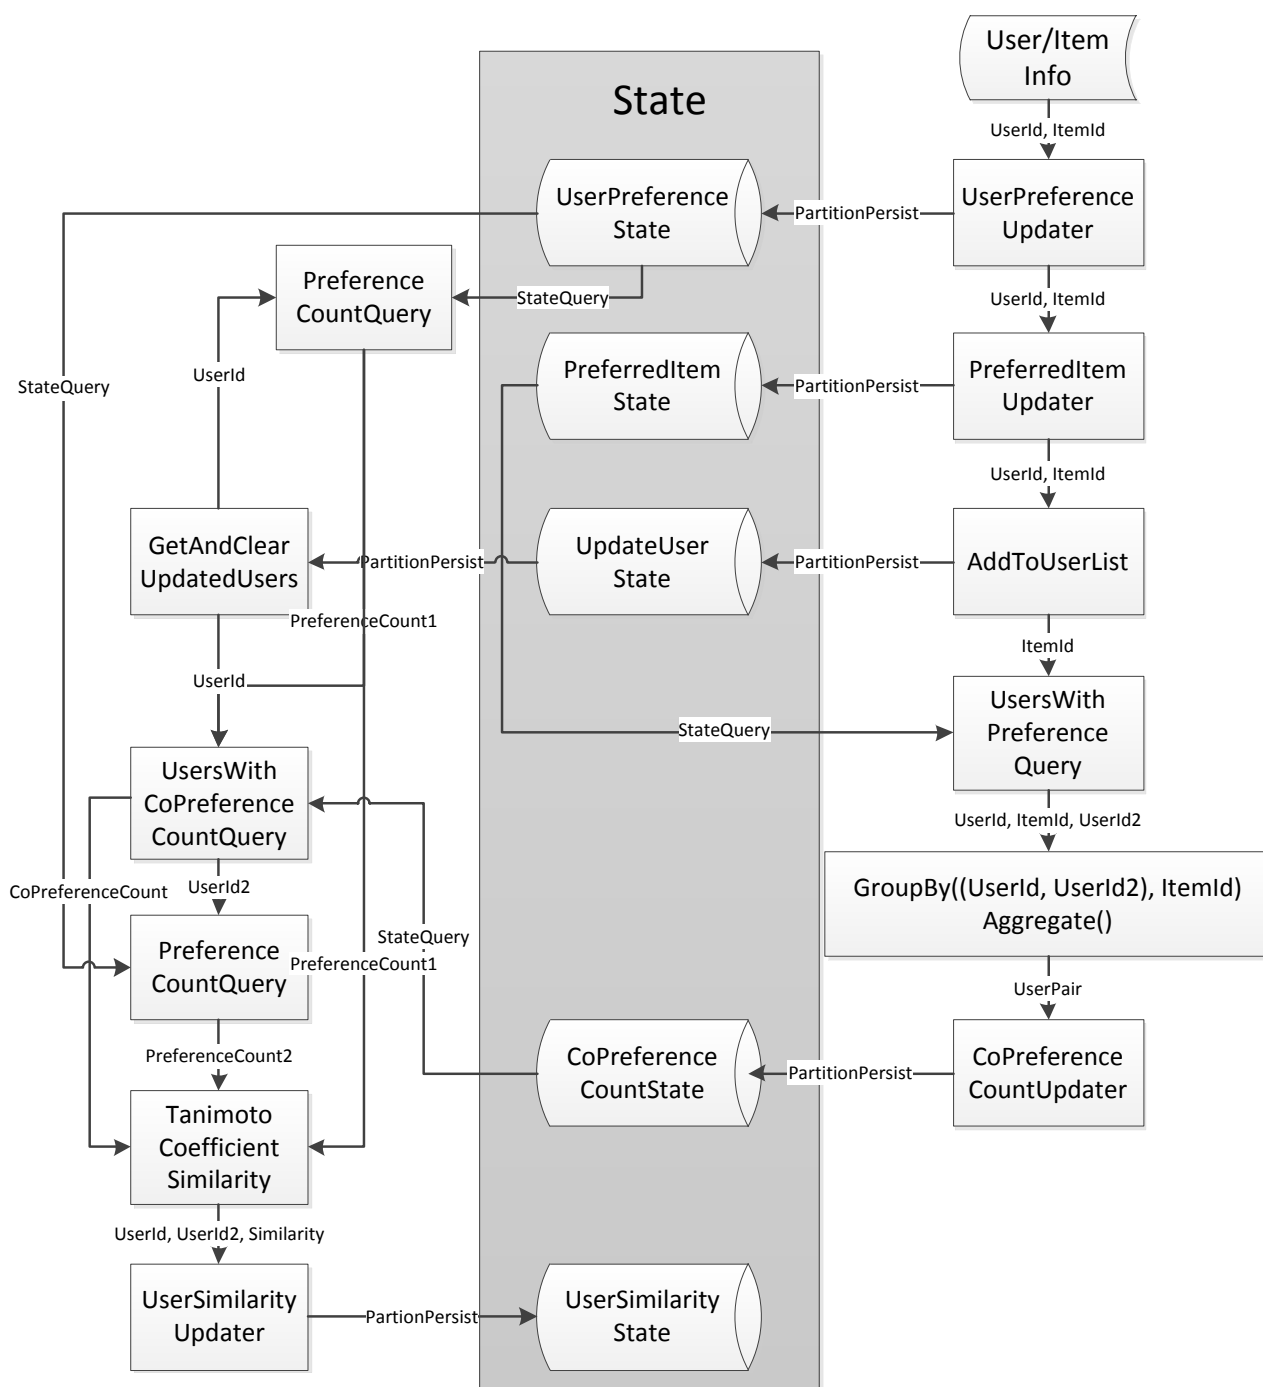 User/Item
Info
State
UserId, ItemId
UserPreference
State
PartitionPersist
UserPreference
Updater
Preference
CountQuery
StateQuery
UserId, ItemId
UserId
StateQuery
PreferredItem
State
PartitionPersist
PreferredItem
Updater
UserId, ItemId
GetAndClear
UpdatedUsers
PartitionPersist
UpdateUser
State
PartitionPersist
AddToUserList
PreferenceCount1
ItemId
UserId
UsersWith
Preference
Query
StateQuery
UsersWith
CoPreference
CountQuery
UserId, ItemId, UserId2
CoPreferenceCount
UserId2
GroupBy((UserId, UserId2), ItemId)
Aggregate()
StateQuery
Preference
CountQuery
PreferenceCount1
UserPair
PreferenceCount2
CoPreference
CountState
PartitionPersist
CoPreference
CountUpdater
Tanimoto
Coefficient
Similarity
UserId, UserId2, Similarity
UserSimilarity
Updater
PartionPersist
UserSimilarity
State